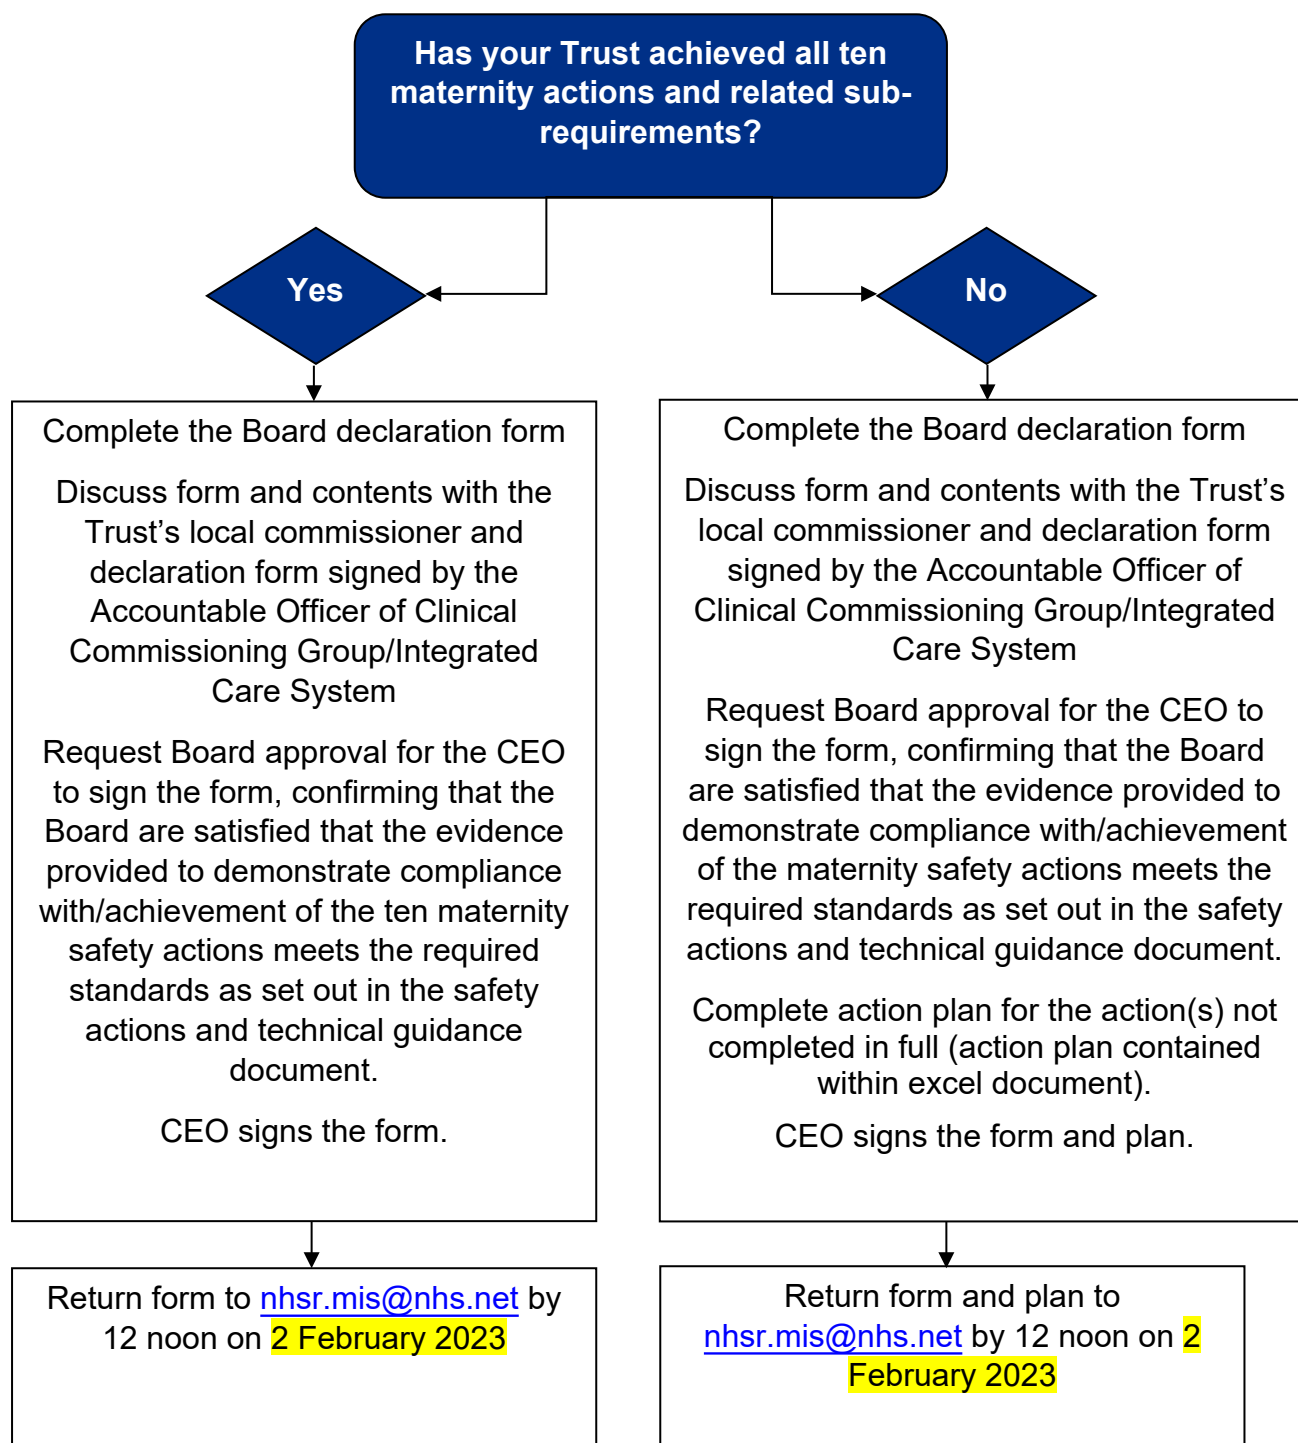 Has your Trust achieved all ten
maternity actions and related sub-
requirements?
Yes
No
Complete the Board declaration form
Discuss form and contents with the
Trust’s local commissioner and
declaration form signed by the
Accountable Officer of Clinical
Commissioning Group/Integrated
Care System
Request Board approval for the CEO
to sign the form, confirming that the
Board are satisfied that the evidence
provided to demonstrate compliance
with/achievement of the ten maternity
safety actions meets the required
standards as set out in the safety
actions and technical guidance
document.
CEO signs the form.
Complete the Board declaration form
Discuss form and contents with the Trust’s
local commissioner and declaration form
signed by the Accountable Officer of
Clinical Commissioning Group/Integrated
Care System
Request Board approval for the CEO to
sign the form, confirming that the Board
are satisfied that the evidence provided to
demonstrate compliance with/achievement
of the maternity safety actions meets the
required standards as set out in the safety
actions and technical guidance document.
Complete action plan for the action(s) not
completed in full (action plan contained
within excel document).
CEO signs the form and plan.
Return form to nhsr.mis@nhs.net by
12 noon on 2 February 2023
Return form and plan to
nhsr.mis@nhs.net by 12 noon on 2
February 2023